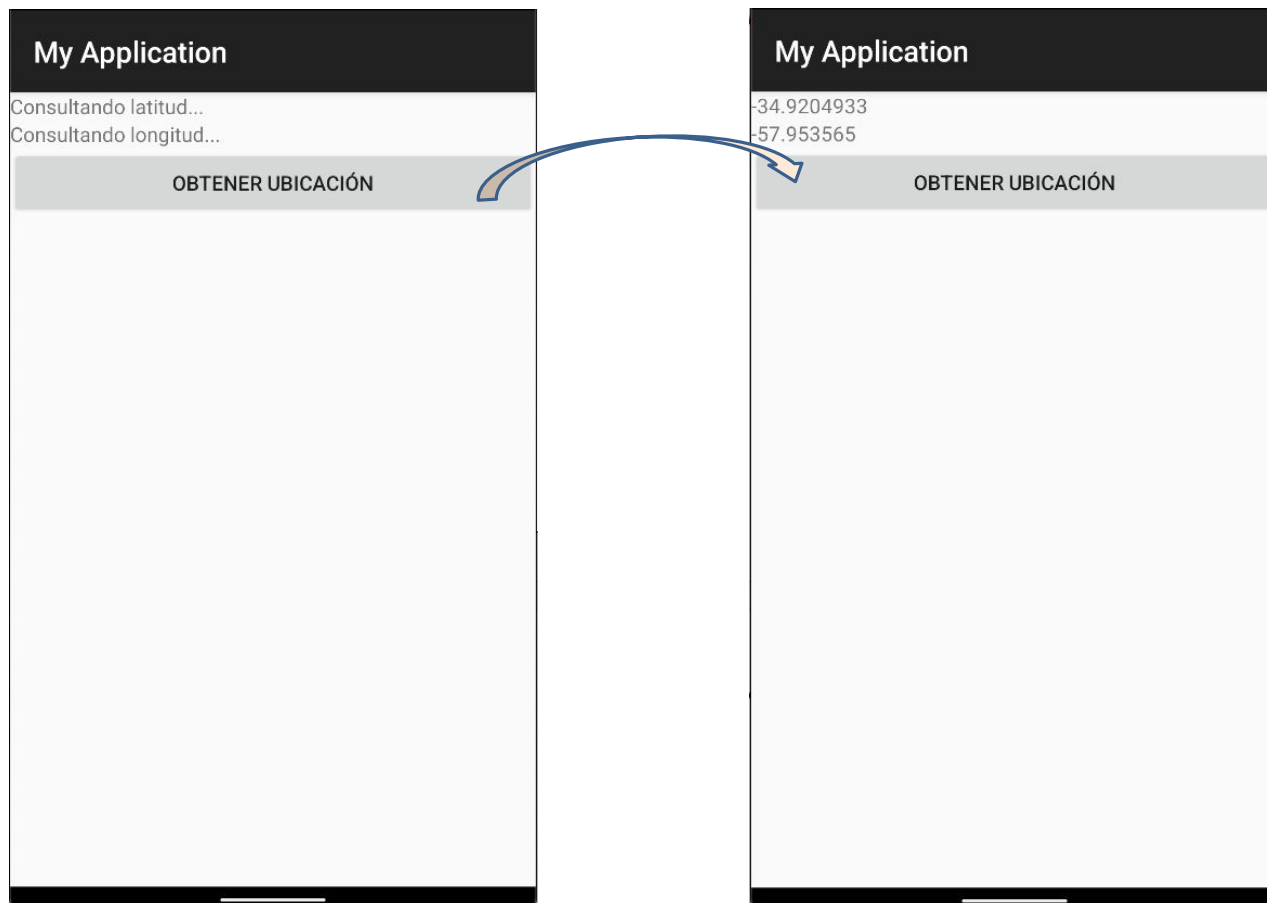 My Application
Consultando latitud...
Consultando longitud...
OBTENER UBICACIÓN
My Application
-34.9204933
-57.953565
OBTENER UBICACIÓN